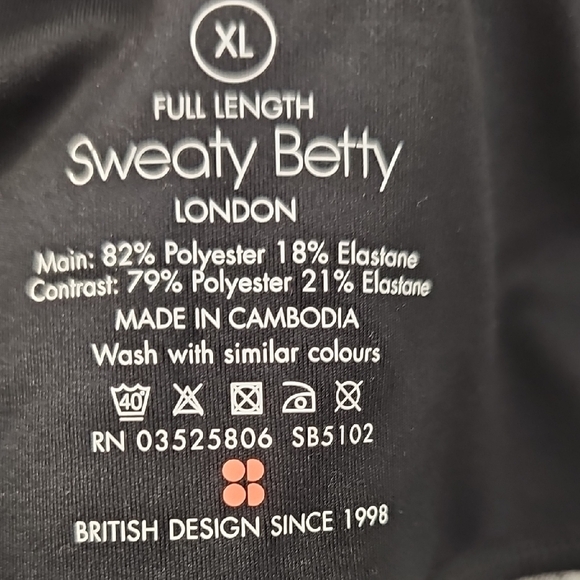 XL
FULL LENGTH
Sweaty Betty
LONDON
Main: 82% Polyester 18% Elastane
Contrast: 79% Polyester 21% Elastane
MADE IN CAMBODIA
Wash with similar colours
40
RN 03525806 SB5102
BRITISH DESIGN SINCE 1998